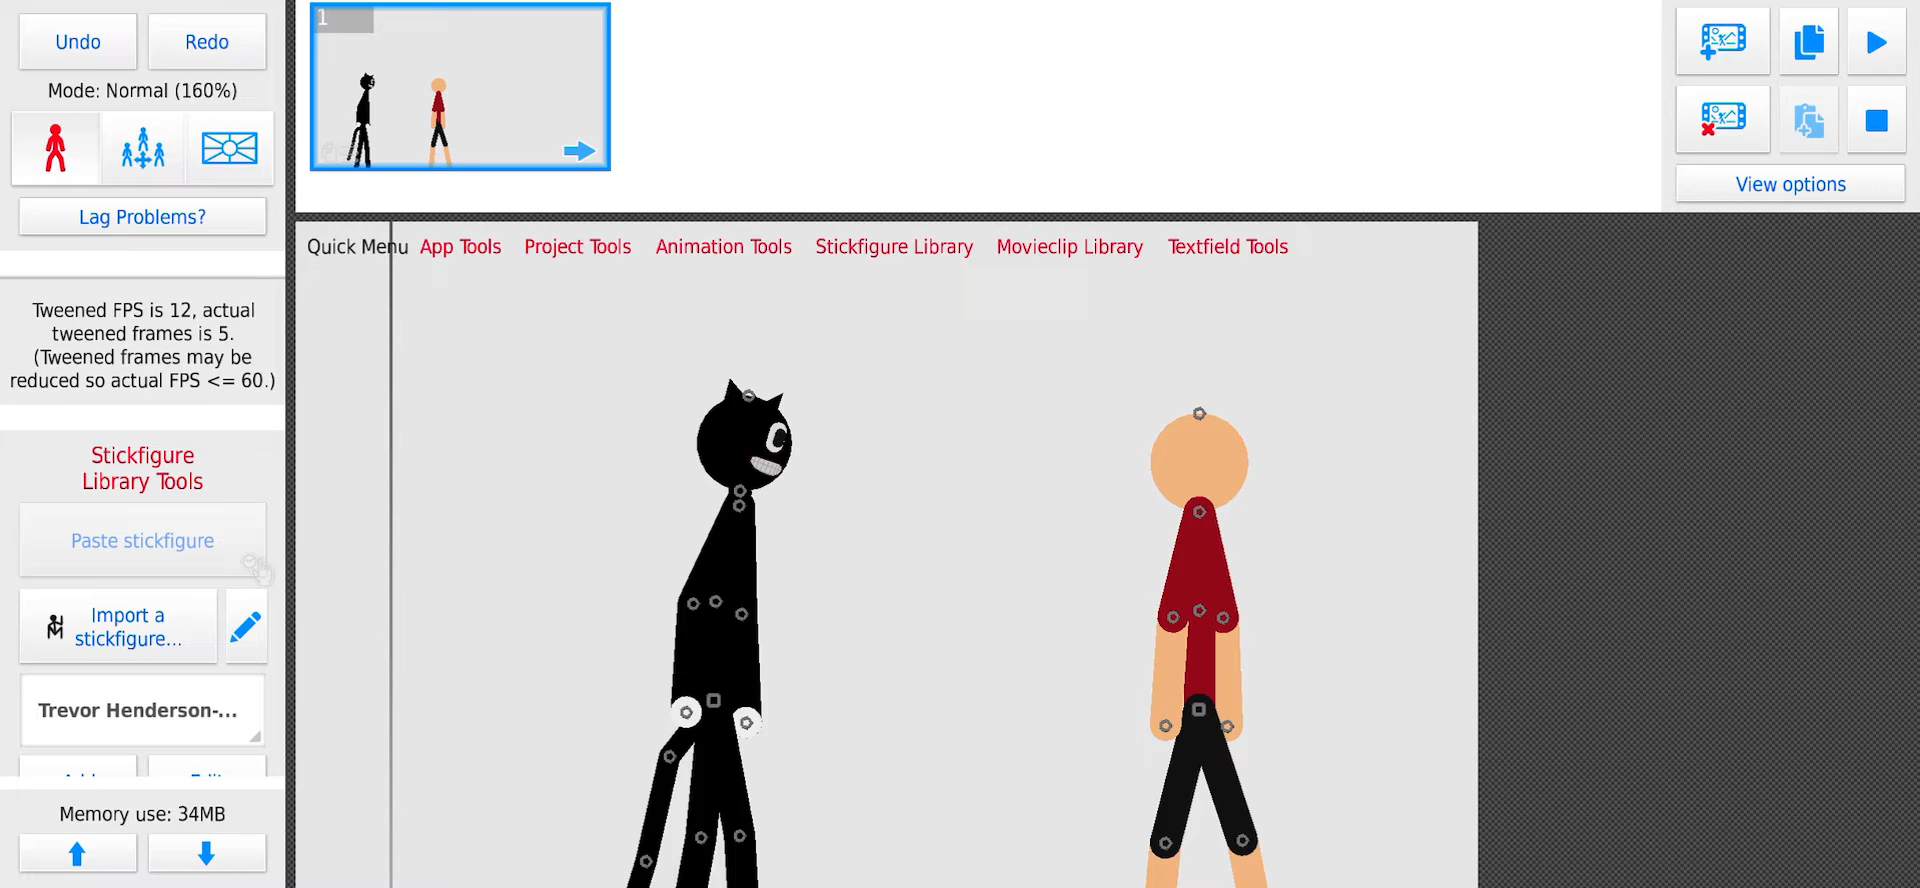 Undo
Redo
Mode: Normal (160%)
Lag Problems?
Tweened FPS is 12, actual
tweened frames is 5.
(Tweened frames may be
reduced so actual FPS <= 60.)
Stickfigure
Library Tools
Paste stickfigure
Import a
stickfigure...
Trevor Henderson-...
Memory use: 34MB
1
View options
Quick Menu
App Tools
Project Tools
Animation Tools
Stickfigure Library
Movieclip Library
Textfield Tools